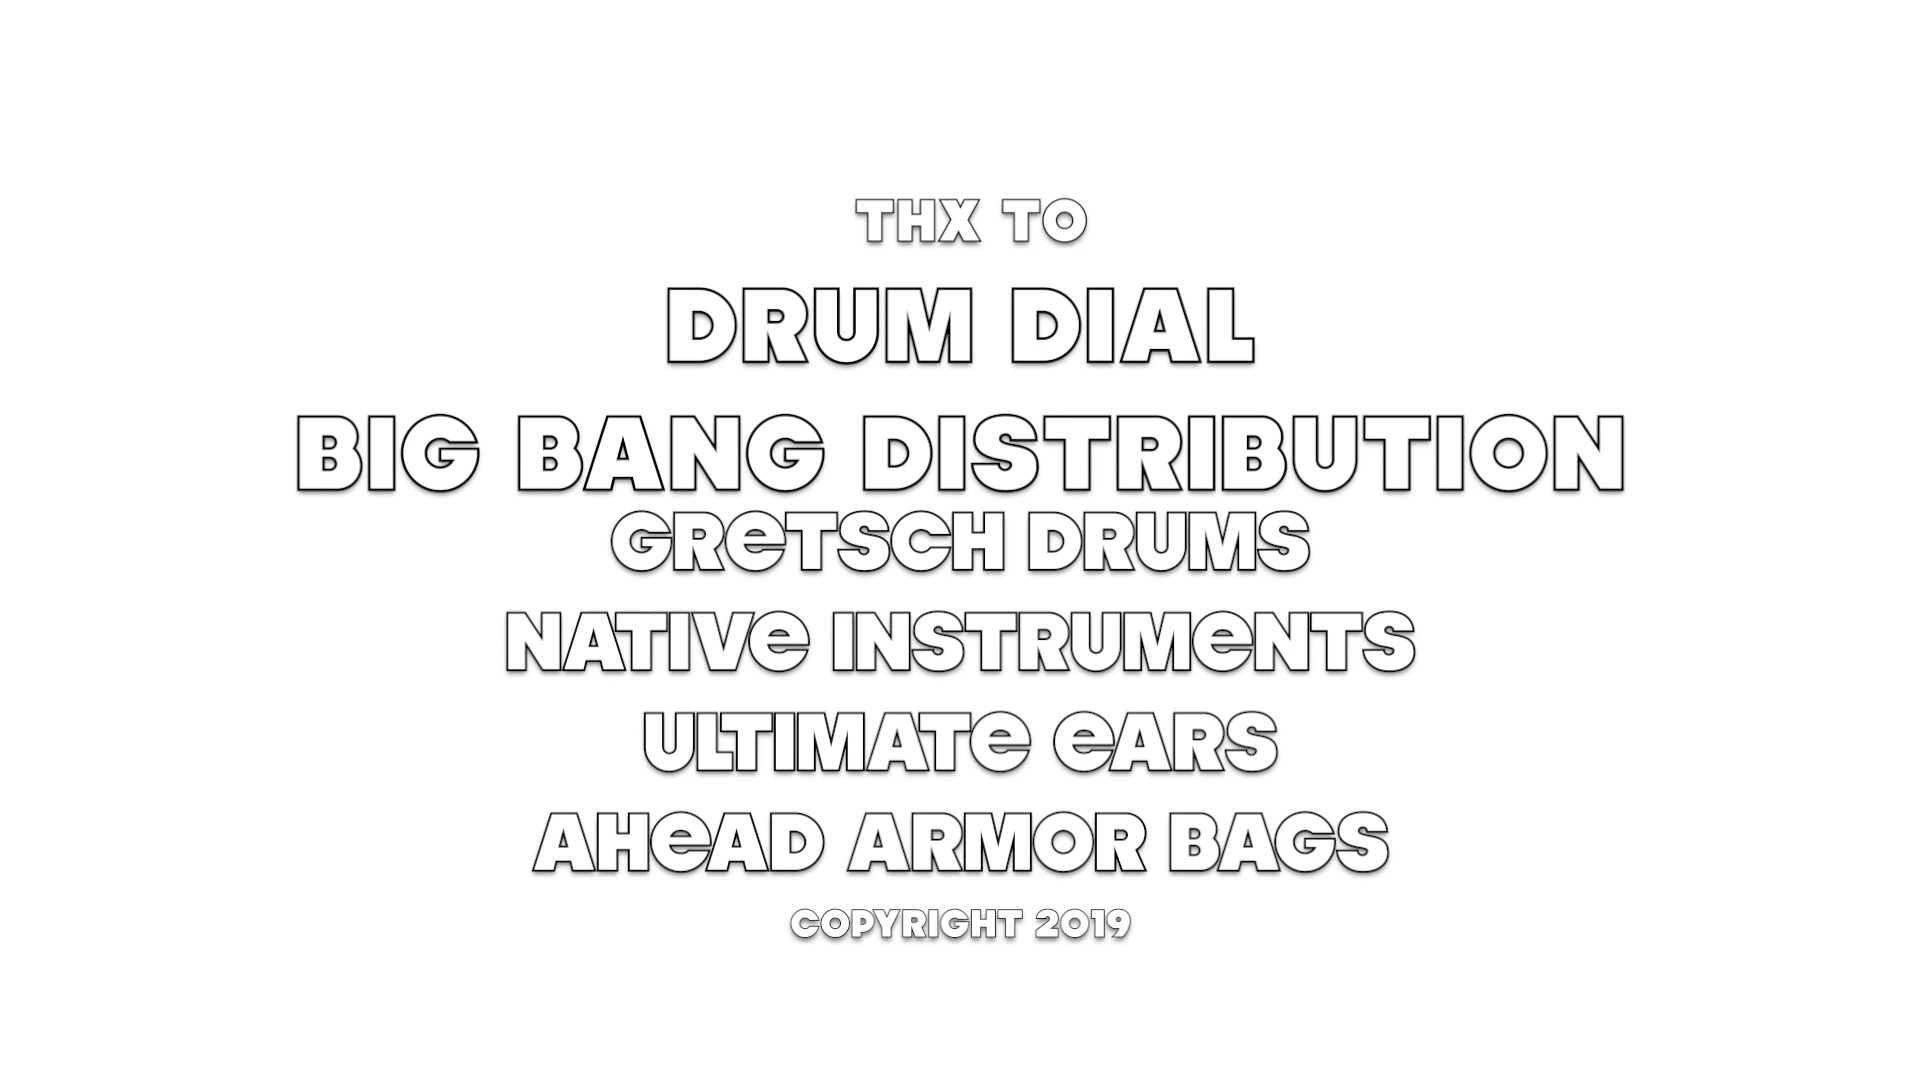 THX TO
DRUM DIAL
BIG BANG DISTRIBUTION
GReTSCH DRUMS
NATIVe INSTRUMeNTS
ULTIMATe eARS
AHeAD ARMOR BAGS
COPYRIGHT 2019